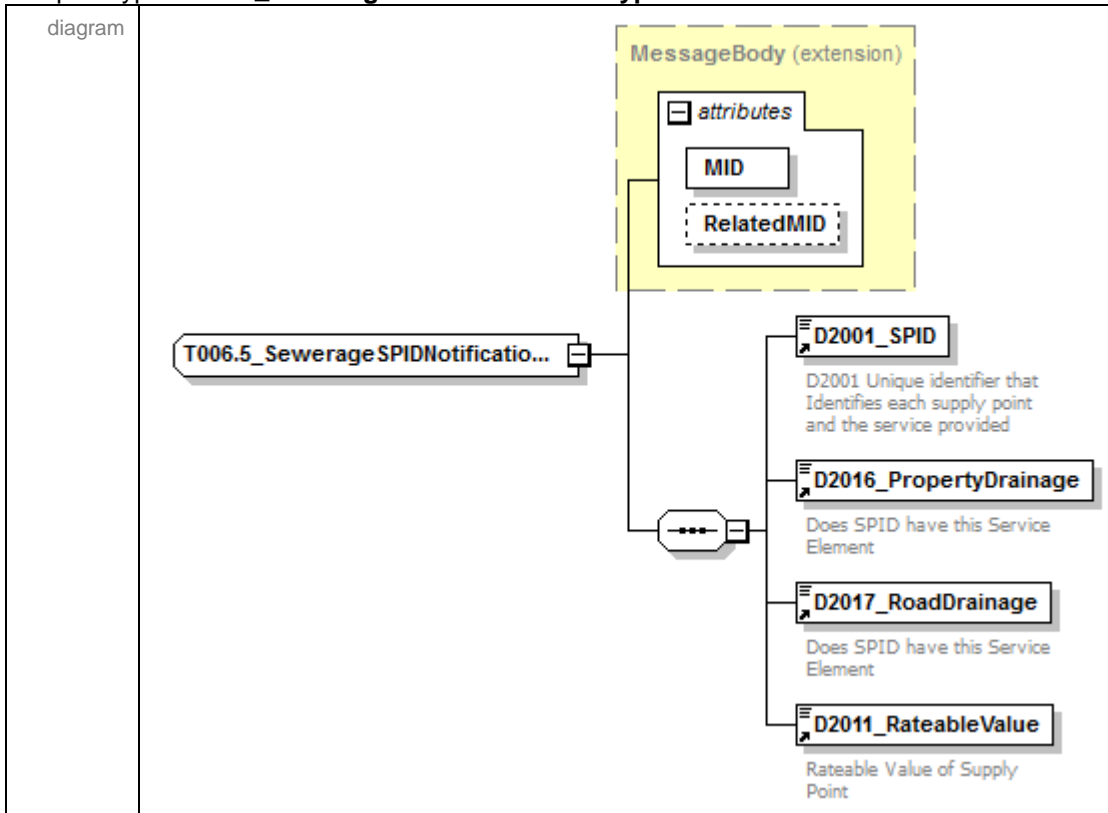 diagram
MessageBody (extension)
attributes
MID
RelatedMID
T006.5_SewerageSPIDNotificatio...
D2001_SPID
D2001 Unique identifier that
Identifies each supply point
and the service provided
D2016_PropertyDrainage
Does SPID have this Service
Element
D2017_RoadDrainage
Does SPID have this Service
Element
D2011_RateableValue
Rateable Value of Supply
Point